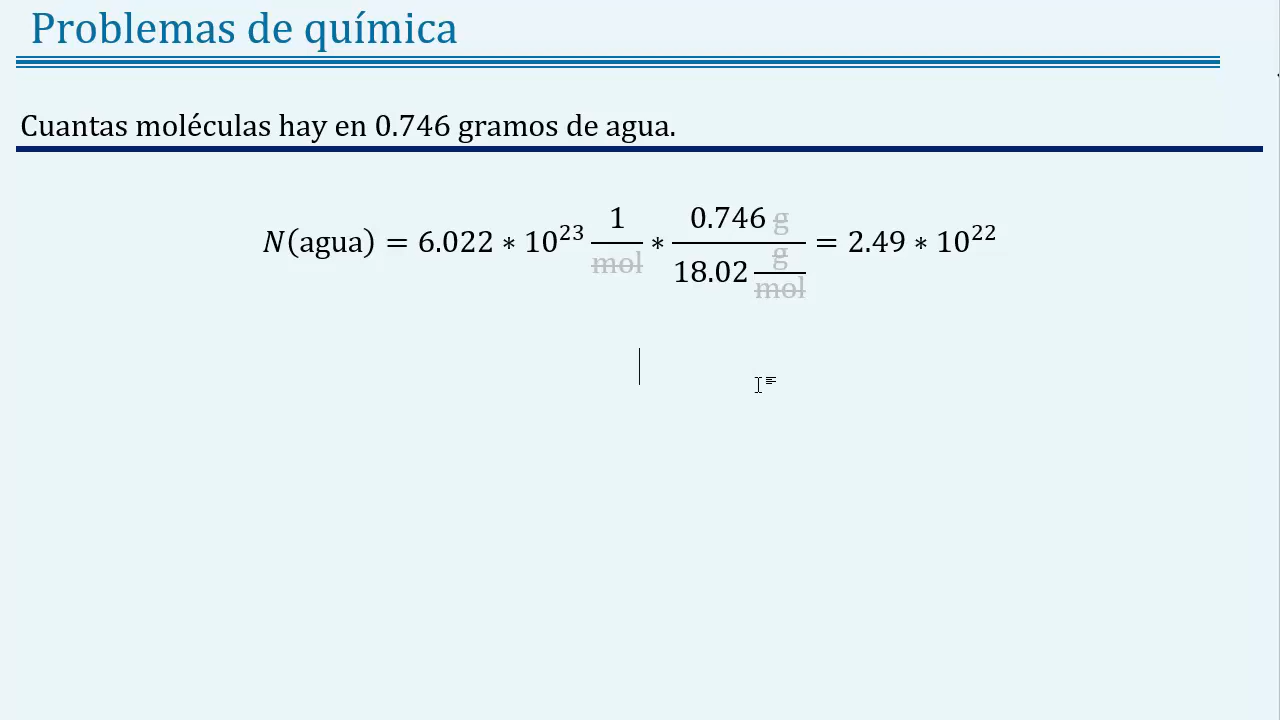 Problemas de química
Cuantas moléculas hay en 0.746 gramos de agua.
N(agua) = 6.022 * 10^23 1/mol * 0.746 g / 18.02 g/mol = 2.49 * 10^22